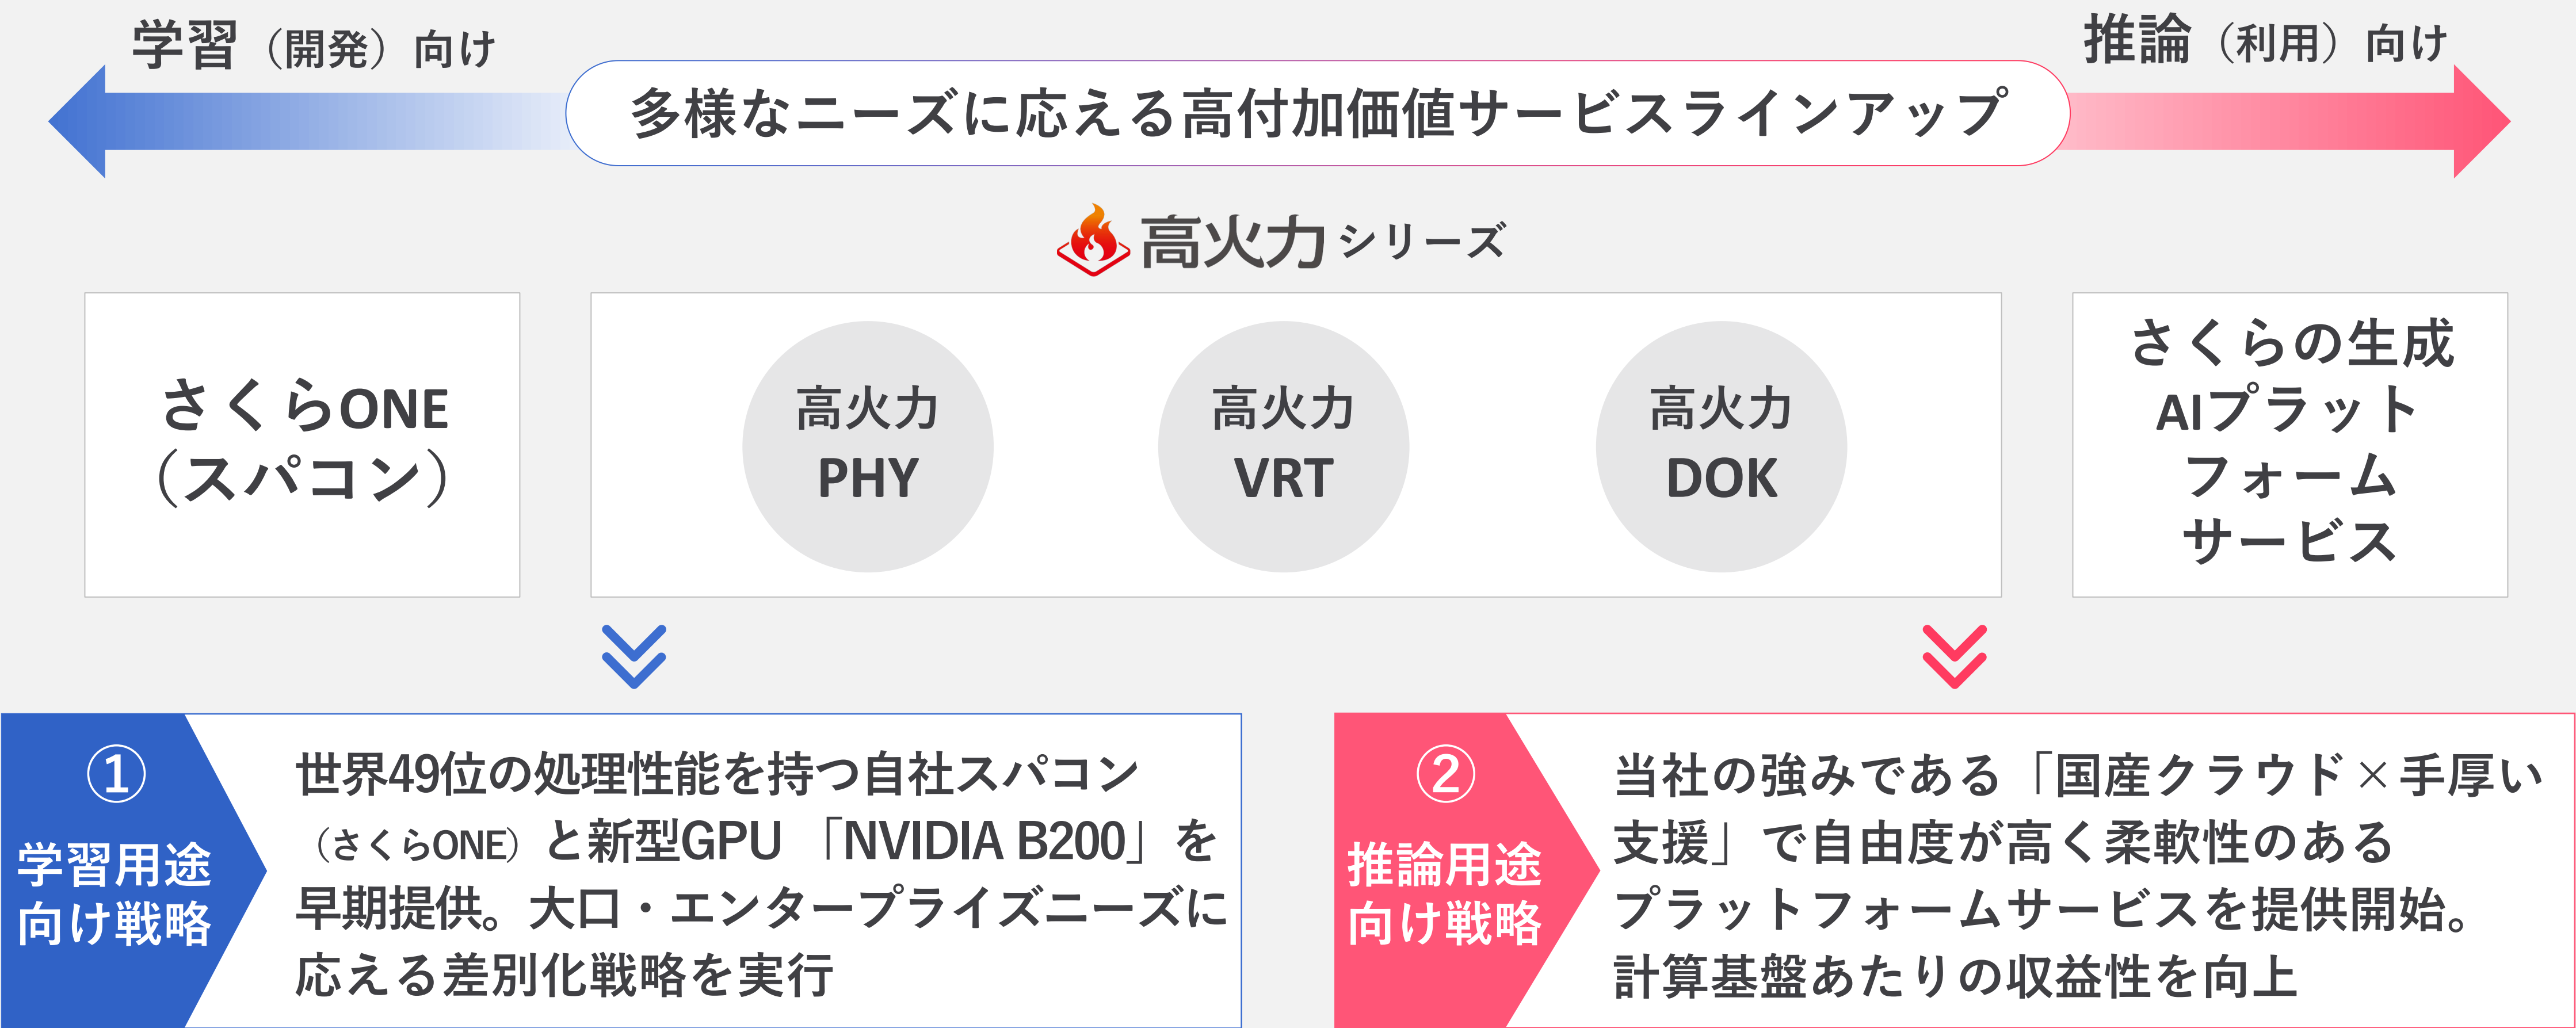 学習（開発）向け
推論（利用）向け
多様なニーズに応える高付加価値サービスラインアップ
高火力シリーズ
さくらONE
（スパコン）
高火力
PHY
高火力
VRT
高火力
DOK
さくらの生成
AIプラット
フォーム
サービス
①
学習用途
向け戦略
世界49位の処理性能を持つ自社スパコン
（さくらONE）と新型GPU「NVIDIA B200」を
早期提供。大口・エンタープライズニーズに
応える差別化戦略を実行
②
推論用途
向け戦略
当社の強みである「国産クラウド×手厚い
支援」で自由度が高く柔軟性のある
プラットフォームサービスを提供開始。
計算基盤あたりの収益性を向上